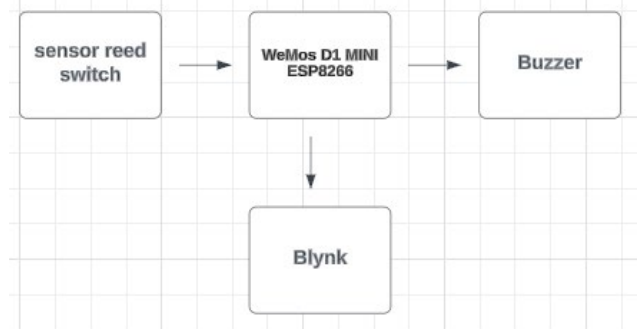 sensor reed
switch
WeMos D1 MINI
ESP8266
Buzzer
Blynk